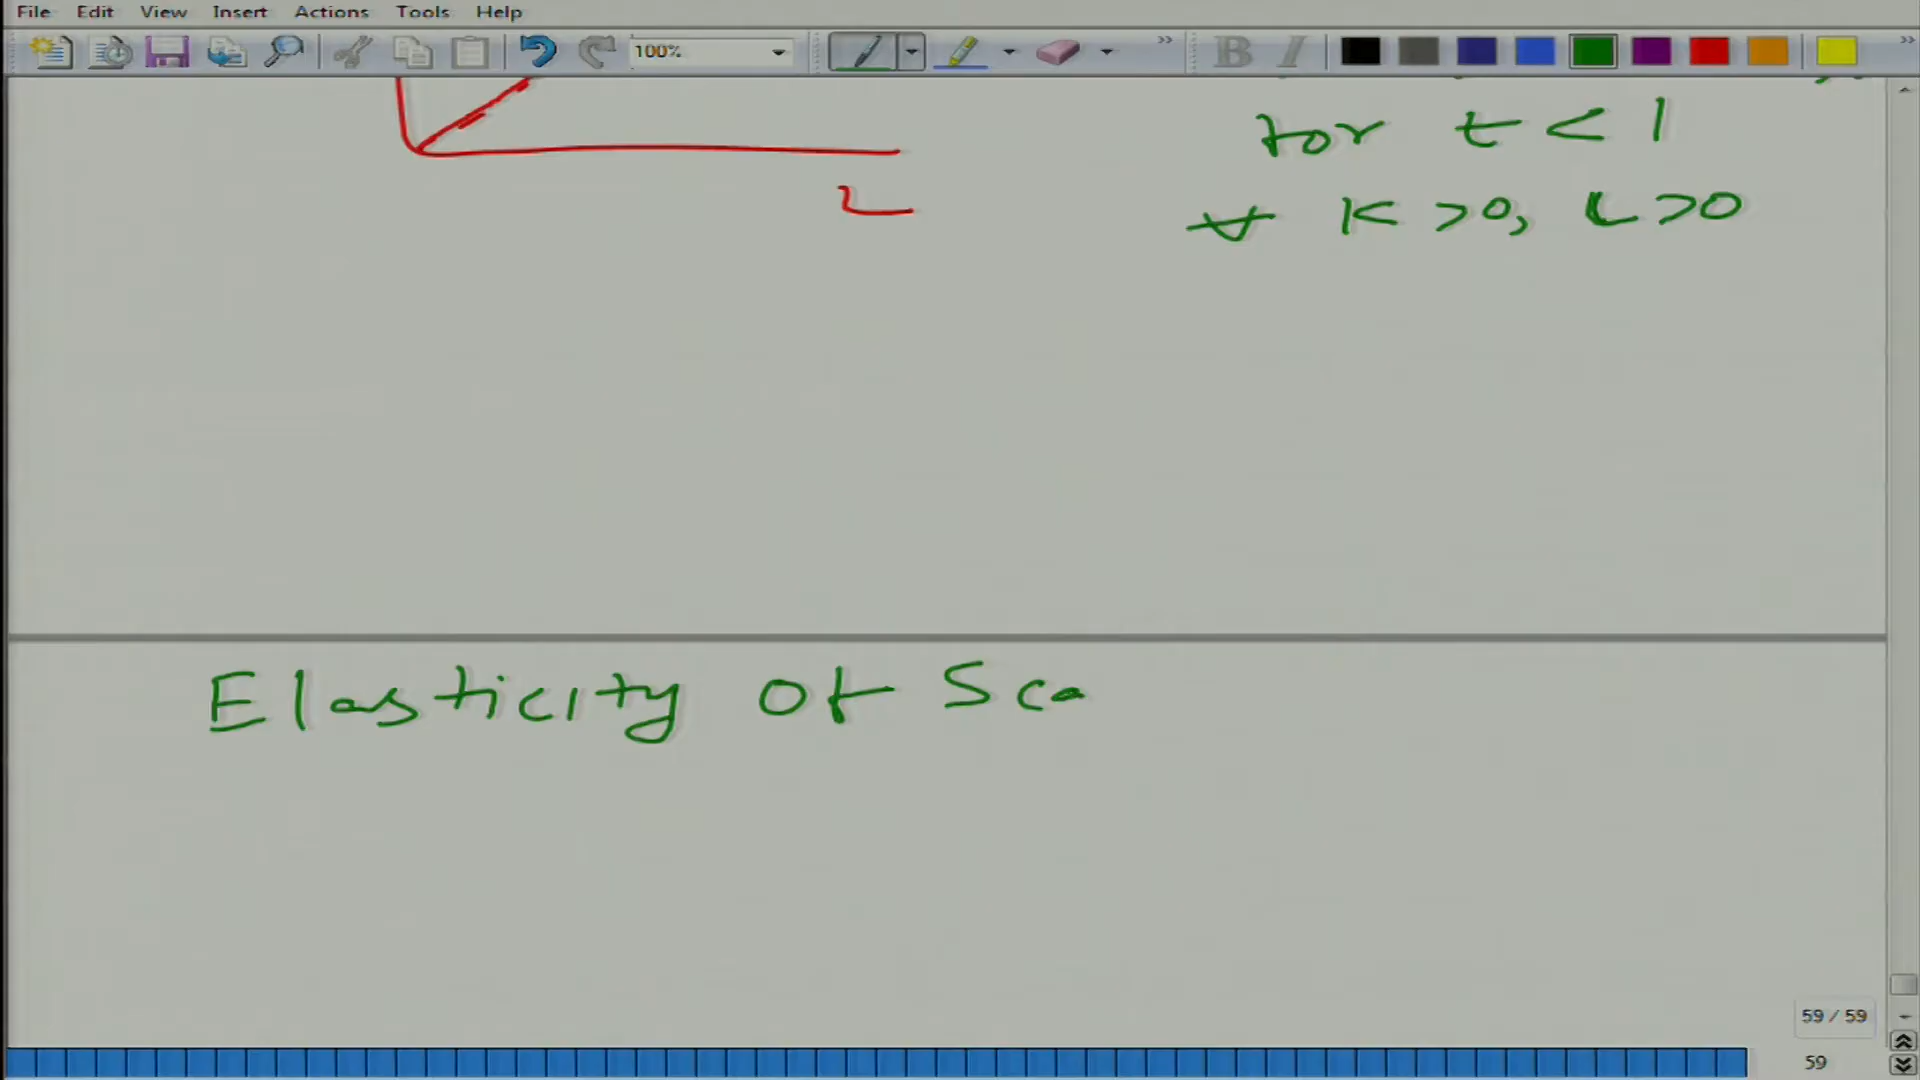 File Edit View Insert Actions Tools Help
100%
B I
for t < 1
L
∀ K >0, L >0
Elasticity of Sca
59 / 59
59